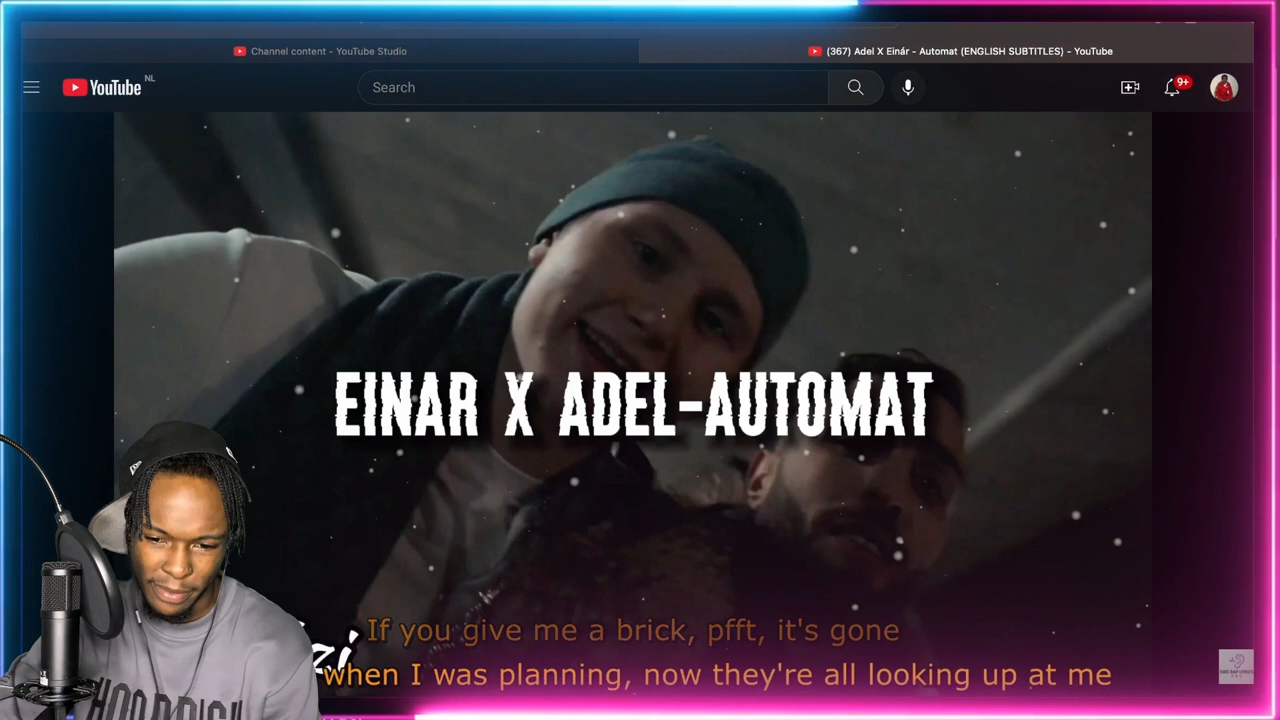 Channel content - YouTube Studio
(367) Adel X Einár - Automat (ENGLISH SUBTITLES) - YouTube
YouTube NL
Search
9+
EINAR X ADEL-AUTOMAT
If you give me a brick, pfft, it's gone
when I was planning, now they're all looking up at me